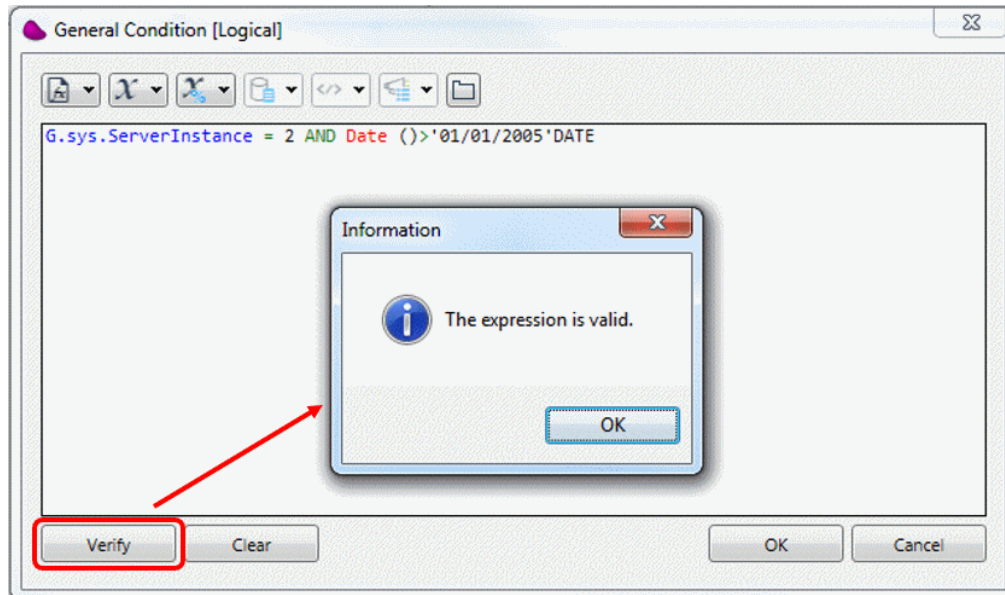 General Condition [Logical]
G.sys.ServerInstance = 2 AND Date ()>'01/01/2005'DATE
Information
The expression is valid.
OK
Verify
Clear
OK
Cancel